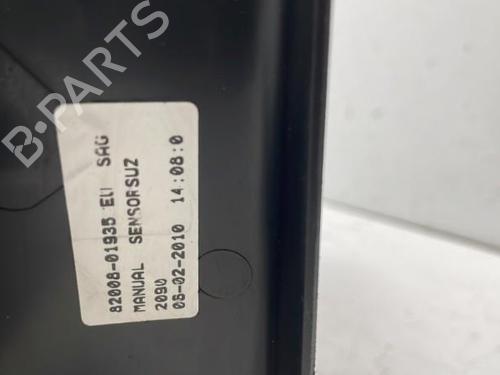 82008-01935 EU SAG
MANUAL SENSORSUZ
2090
05-02-2010 14:08:0
B-PARTS